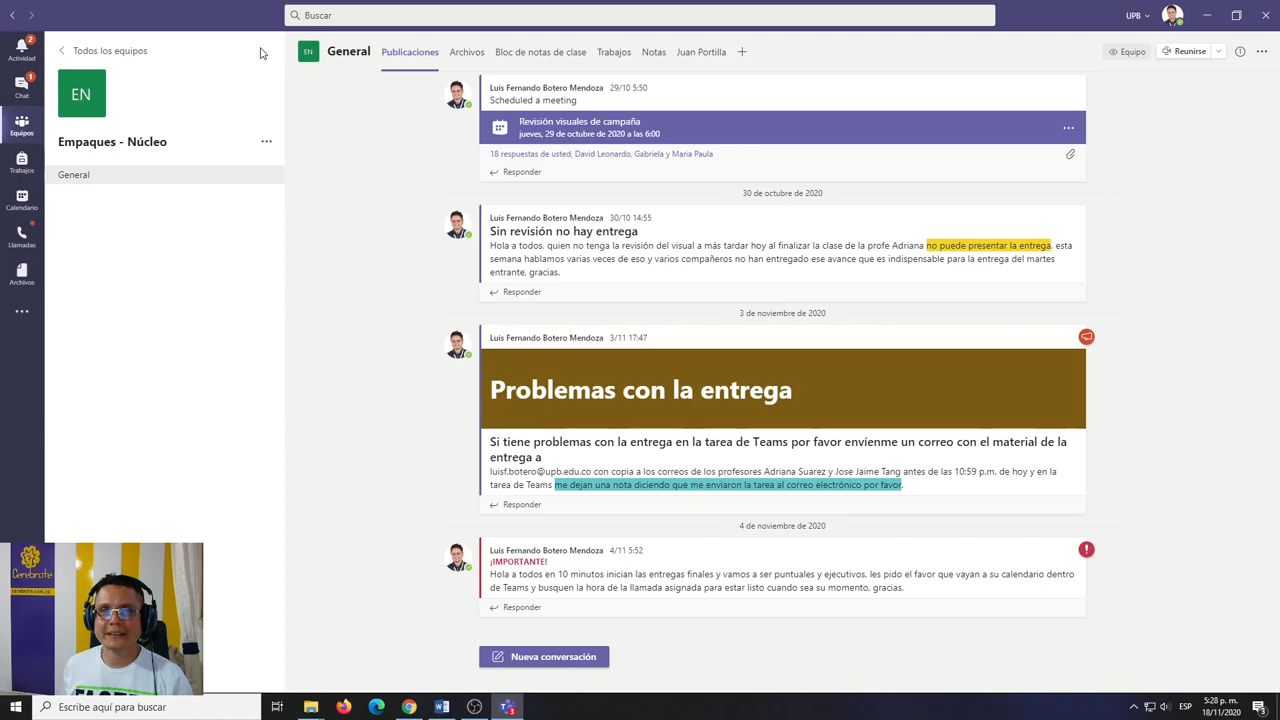 Buscar
UPB
2
Actividad
1
Chat
Equipos
Trabajos
Calendario
Llamadas
Archivos
Todos los equipos
EN
Empaques - Núcleo
General
EN
General
Publicaciones
Archivos
Bloc de notas de clase
Trabajos
Notas
Juan Portilla
Equipo
Reunirse
Luis Fernando Botero Mendoza 29/10 5:50
Scheduled a meeting
Revisión visuales de campaña
jueves, 29 de octubre de 2020 a las 6:00
18 respuestas de usted, David Leonardo, Gabriela y Maria Paula
Responder
30 de octubre de 2020
Luis Fernando Botero Mendoza 30/10 14:55
Sin revisión no hay entrega
Hola a todos, quien no tenga la revisión del visual a más tardar hoy al finalizar la clase de la profe Adriana no puede presentar la entrega, esta
semana hablamos varias veces de eso y varios compañeros no han entregado ese avance que es indispensable para la entrega del martes
entrante, gracias.
Responder
3 de noviembre de 2020
Luis Fernando Botero Mendoza 3/11 17:47
Problemas con la entrega
Si tiene problemas con la entrega en la tarea de Teams por favor envíenme un correo con el material de la
entrega a
luisf.botero@upb.edu.co con copia a los correos de los profesores Adriana Suarez y Jose Jaime Tang antes de las 10:59 p.m. de hoy y en la
tarea de Teams me dejan una nota diciendo que me enviaron la tarea al correo electrónico por favor.
Responder
4 de noviembre de 2020
Luis Fernando Botero Mendoza 4/11 5:52
¡IMPORTANTE!
Hola a todos en 10 minutos inician las entregas finales y vamos a ser puntuales y ejecutivos, les pido el favor que vayan a su calendario dentro
de Teams y busquen la hora de la llamada asignada para estar listo cuando sea su momento, gracias.
Responder
Nueva conversación
Cerebrote
cerebrote.com.co
Escribe aquí para buscar
3
ESP
5:28 p. m.
18/11/2020
3